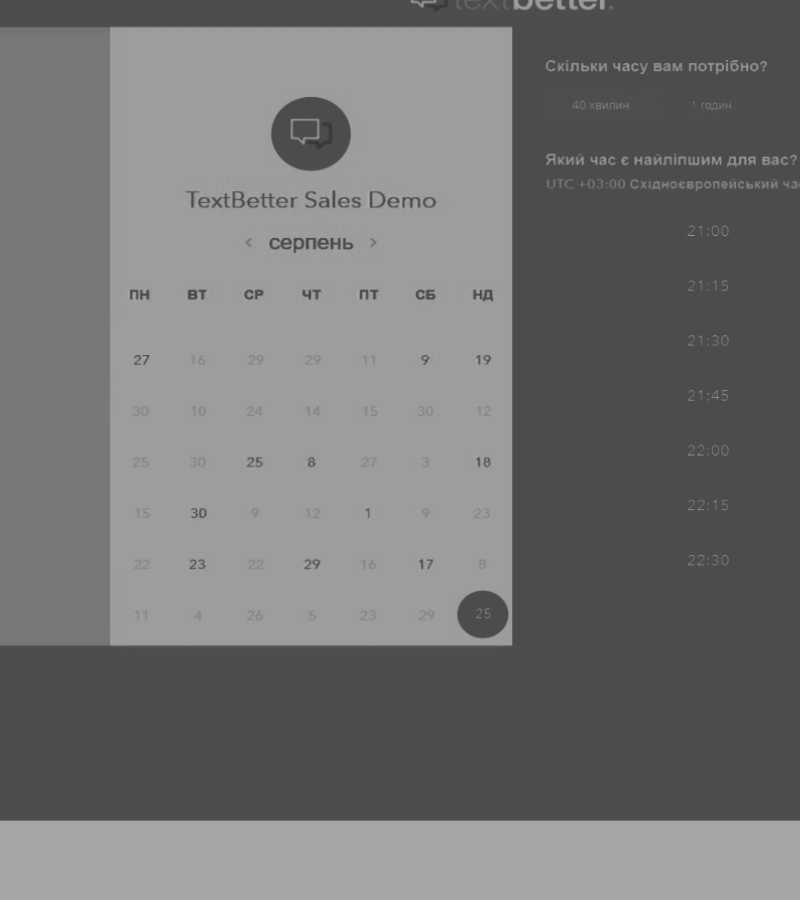 textbetter.
TextBetter Sales Demo
‹ серпень ›
ПН ВТ СР ЧТ ПТ СБ НД
27 16 29 29 11 9 19
30 10 24 14 15 30 12
25 30 25 8 27 3 18
15 30 9 12 1 9 23
22 23 22 29 16 17 8
11 4 26 5 23 29 25
Скільки часу вам потрібно?
40 хвилин 1 годин
Який час є найліпшим для вас?
UTC +03:00 Східноєвропейський ча
21:00
21:15
21:30
21:45
22:00
22:15
22:30